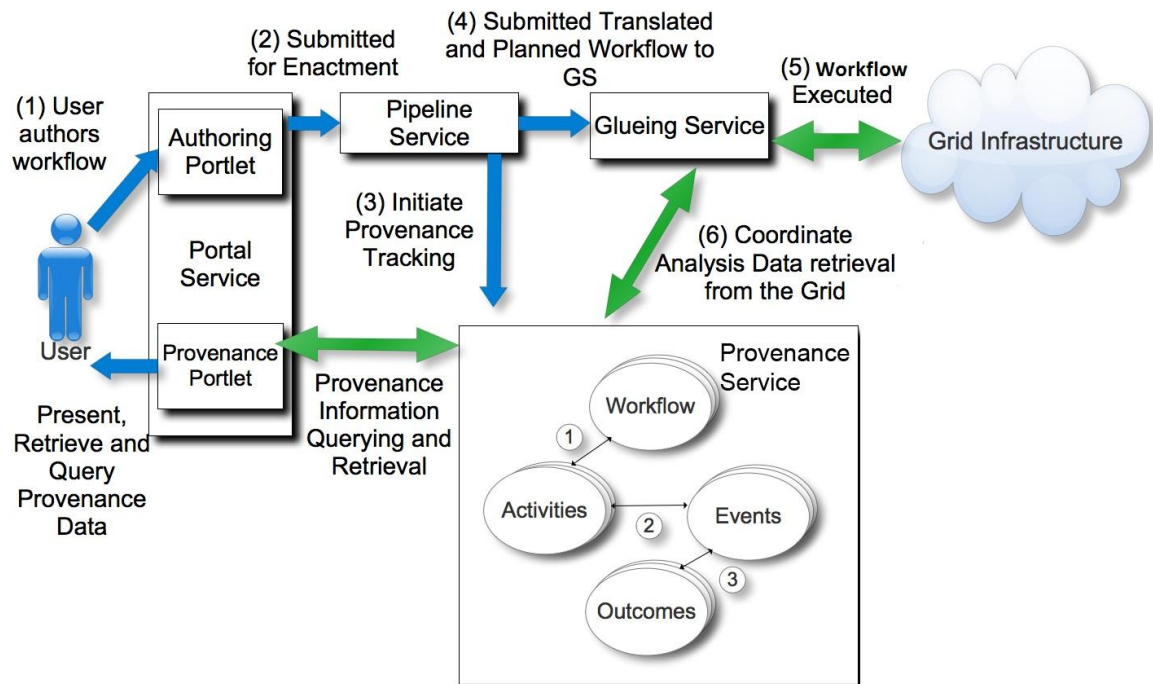 (1) User
authors
workflow
(2) Submitted
for Enactment
(4) Submitted Translated
and Planned Workflow to
GS
(5) Workflow
Executed
Authoring
Portlet
Pipeline
Service
Glueing Service
Grid Infrastructure
(3) Initiate
Provenance
Tracking
Portal
Service
(6) Coordinate
Analysis Data retrieval
from the Grid
User
Provenance
Portlet
Present,
Retrieve and
Query
Provenance
Data
Provenance
Information
Querying and
Retrieval
Provenance
Service
Workflow
1
Activities
2
Events
3
Outcomes